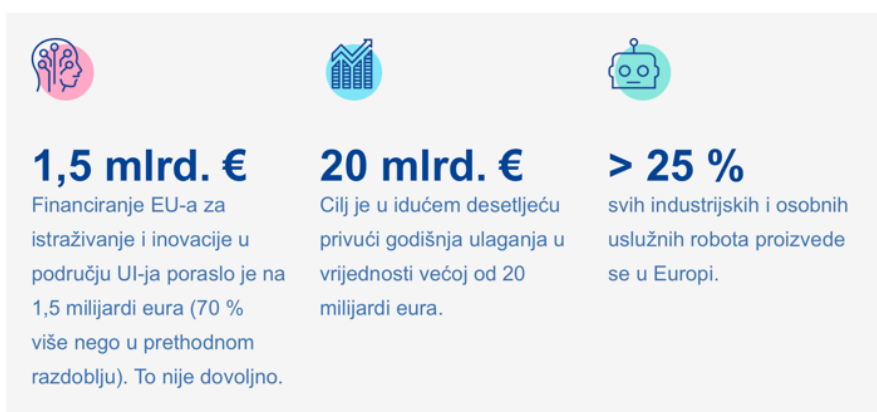 1,5 mlrd. €
Financiranje EU-a za
istraživanje i inovacije u
području UI-ja poraslo je na
1,5 milijardi eura (70 %
više nego u prethodnom
razdoblju). To nije dovoljno.
20 mlrd. €
Cilj je u idućem desetljeću
privući godišnja ulaganja u
vrijednosti većoj od 20
milijardi eura.
> 25 %
svih industrijskih i osobnih
uslužnih robota proizvede
se u Europi.